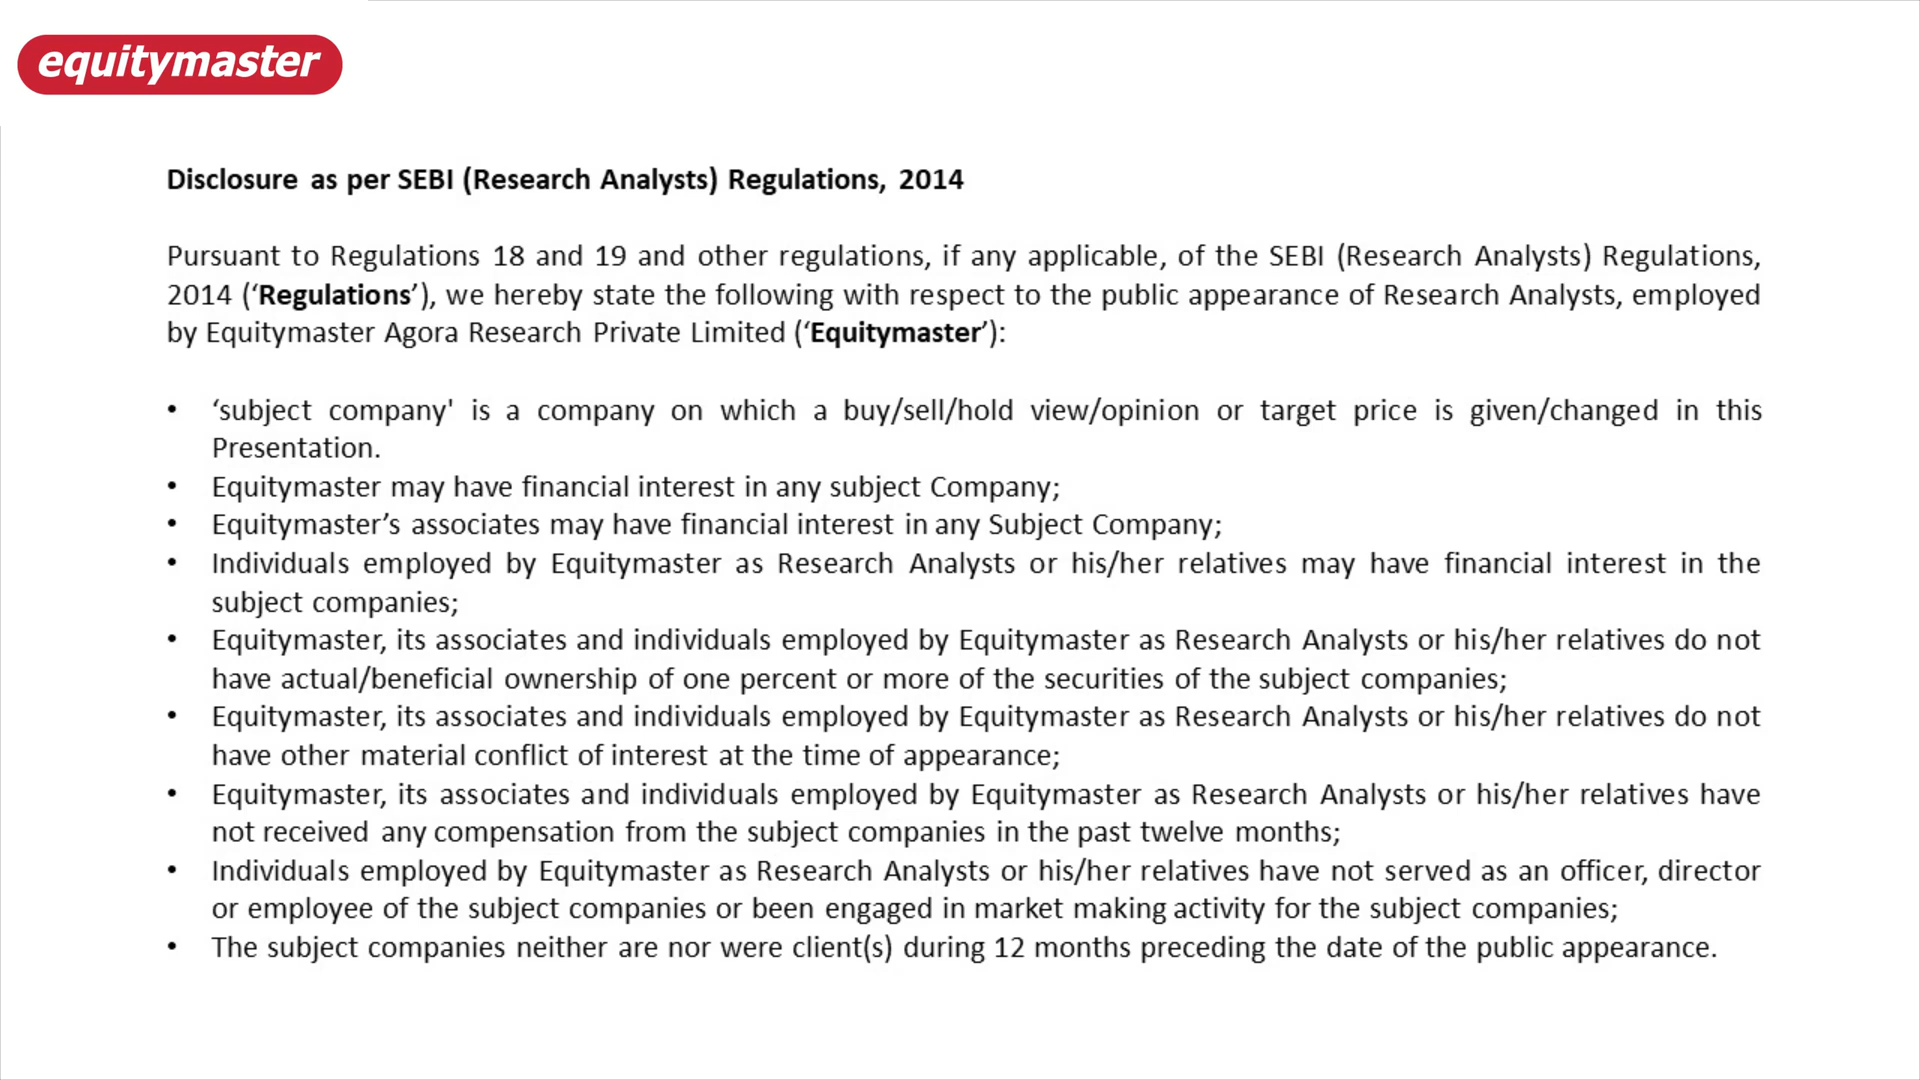 equitymaster
Disclosure as per SEBI (Research Analysts) Regulations, 2014
Pursuant to Regulations 18 and 19 and other regulations, if any applicable, of the SEBI (Research Analysts) Regulations,
2014 (‘Regulations’), we hereby state the following with respect to the public appearance of Research Analysts, employed
by Equitymaster Agora Research Private Limited (‘Equitymaster’):
• ‘subject company' is a company on which a buy/sell/hold view/opinion or target price is given/changed in this
Presentation.
• Equitymaster may have financial interest in any subject Company;
• Equitymaster’s associates may have financial interest in any Subject Company;
• Individuals employed by Equitymaster as Research Analysts or his/her relatives may have financial interest in the
subject companies;
• Equitymaster, its associates and individuals employed by Equitymaster as Research Analysts or his/her relatives do not
have actual/beneficial ownership of one percent or more of the securities of the subject companies;
• Equitymaster, its associates and individuals employed by Equitymaster as Research Analysts or his/her relatives do not
have other material conflict of interest at the time of appearance;
• Equitymaster, its associates and individuals employed by Equitymaster as Research Analysts or his/her relatives have
not received any compensation from the subject companies in the past twelve months;
• Individuals employed by Equitymaster as Research Analysts or his/her relatives have not served as an officer, director
or employee of the subject companies or been engaged in market making activity for the subject companies;
• The subject companies neither are nor were client(s) during 12 months preceding the date of the public appearance.